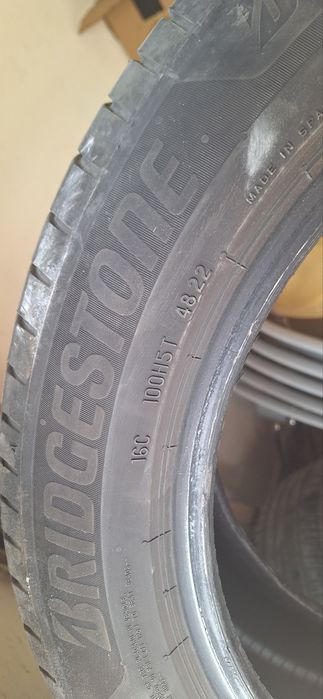 BRIDGESTONE
16C 100H5T 4822
MADE IN SPA